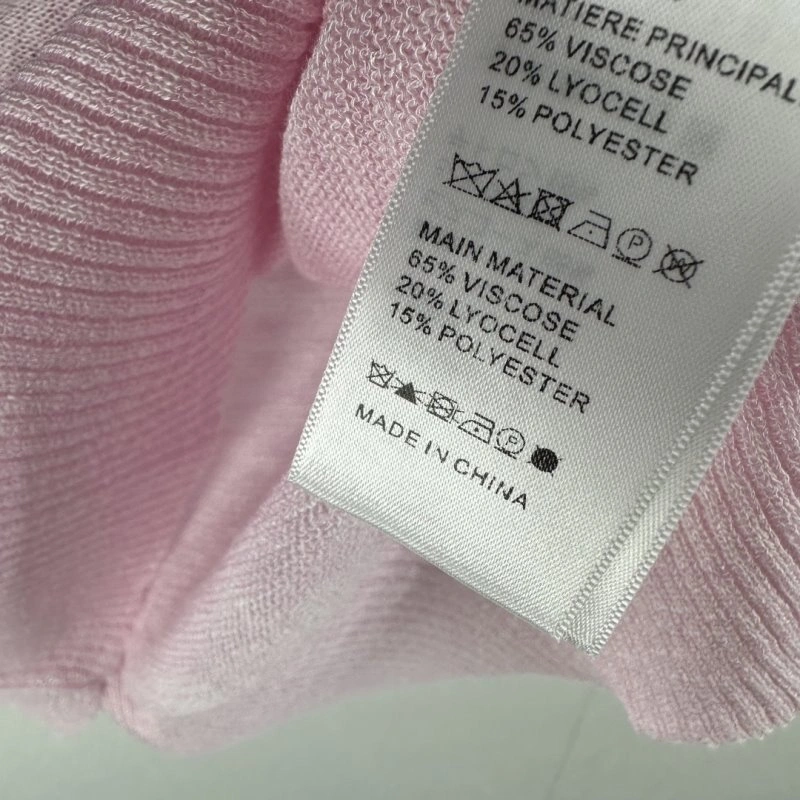 MATIERE PRINCIPAL
65% VISCOSE
20% LYOCELL
15% POLYESTER
P W
MAIN MATERIAL
65% VISCOSE
20% LYOCELL
15% POLYESTER
P
MADE IN CHINA